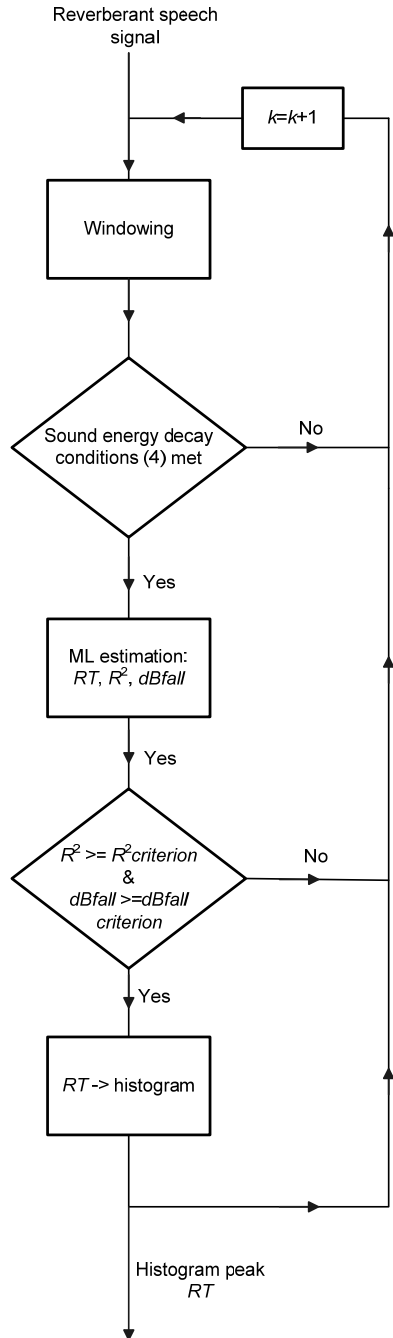 Reverberant speech
signal
k=k+1
Windowing
Sound energy decay
conditions (4) met
No
Yes
ML estimation:
RT, R², dBfall
Yes
R² >= R²criterion
&
dBfall >=dBfall
criterion
No
Yes
RT -> histogram
Histogram peak
RT